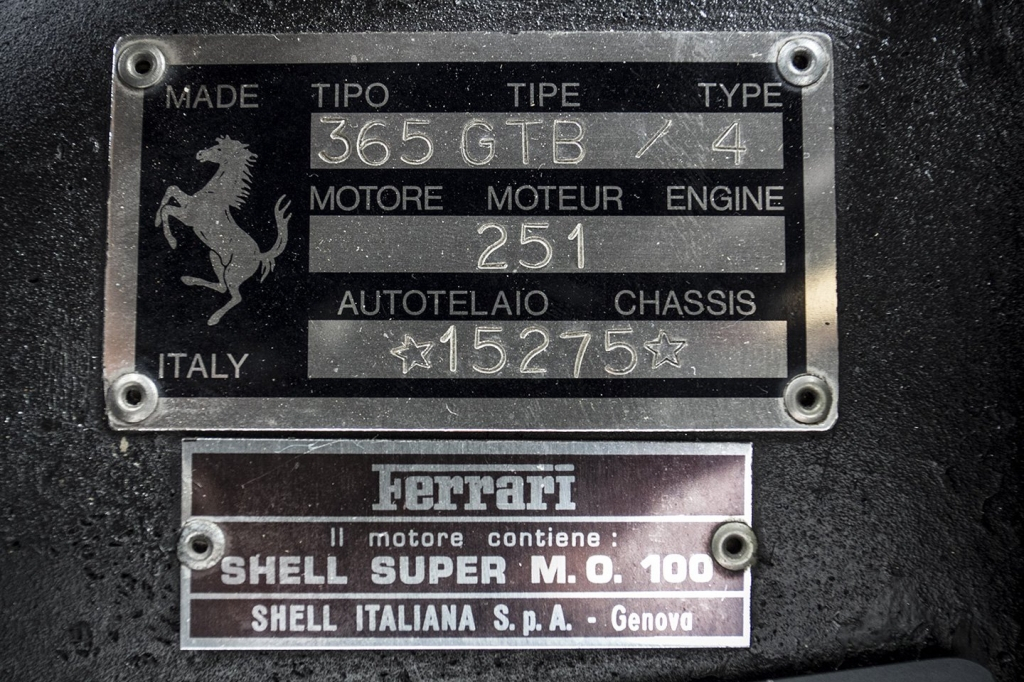 MADE TIPO TIPE TYPE
365 GTB / 4
MOTORE MOTEUR ENGINE
251
AUTOTELAIO CHASSIS
☆15275☆
ITALY
Ferrari
Il motore contiene:
SHELL SUPER M. O. 100
SHELL ITALIANA S.p.A. - Genova